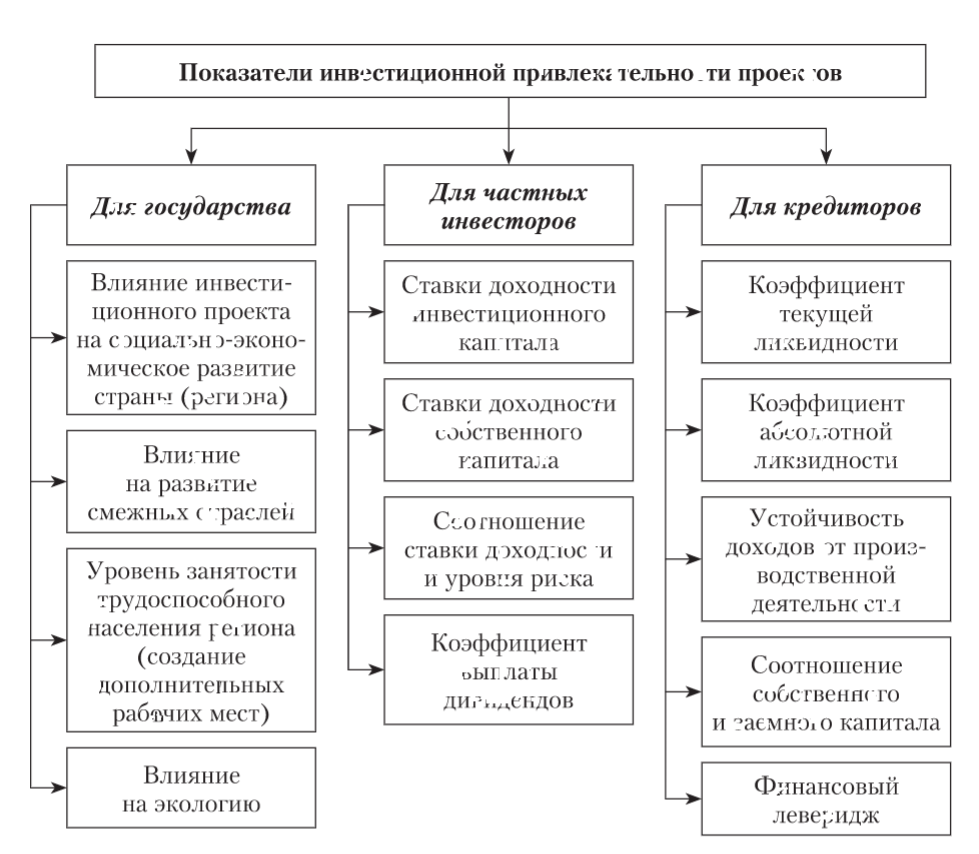 Показатели инвестиционной привлекательности проектов
Для государства
Влияние инвести-
ционного проекта
на социально-эконо-
мическое развитие
страны (региона)
Влияние
на развитие
смежных отраслей
Уровень занятости
трудоспособного
населения региона
(создание
дополнительных
рабочих мест)
Влияние
на экологию
Для частных
инвесторов
Ставки доходности
инвестиционного
капитала
Ставки доходности
собственного
капитала
Соотношение
ставки доходности
и уровня риска
Коэффициент
выплаты
дивидендов
Для кредиторов
Коэффициент
текущей
ликвидности
Коэффициент
абсолютной
ликвидности
Устойчивость
доходов от произ-
водственной
деятельности
Соотношение
собственного
и заемного капитала
Финансовый
леверидж